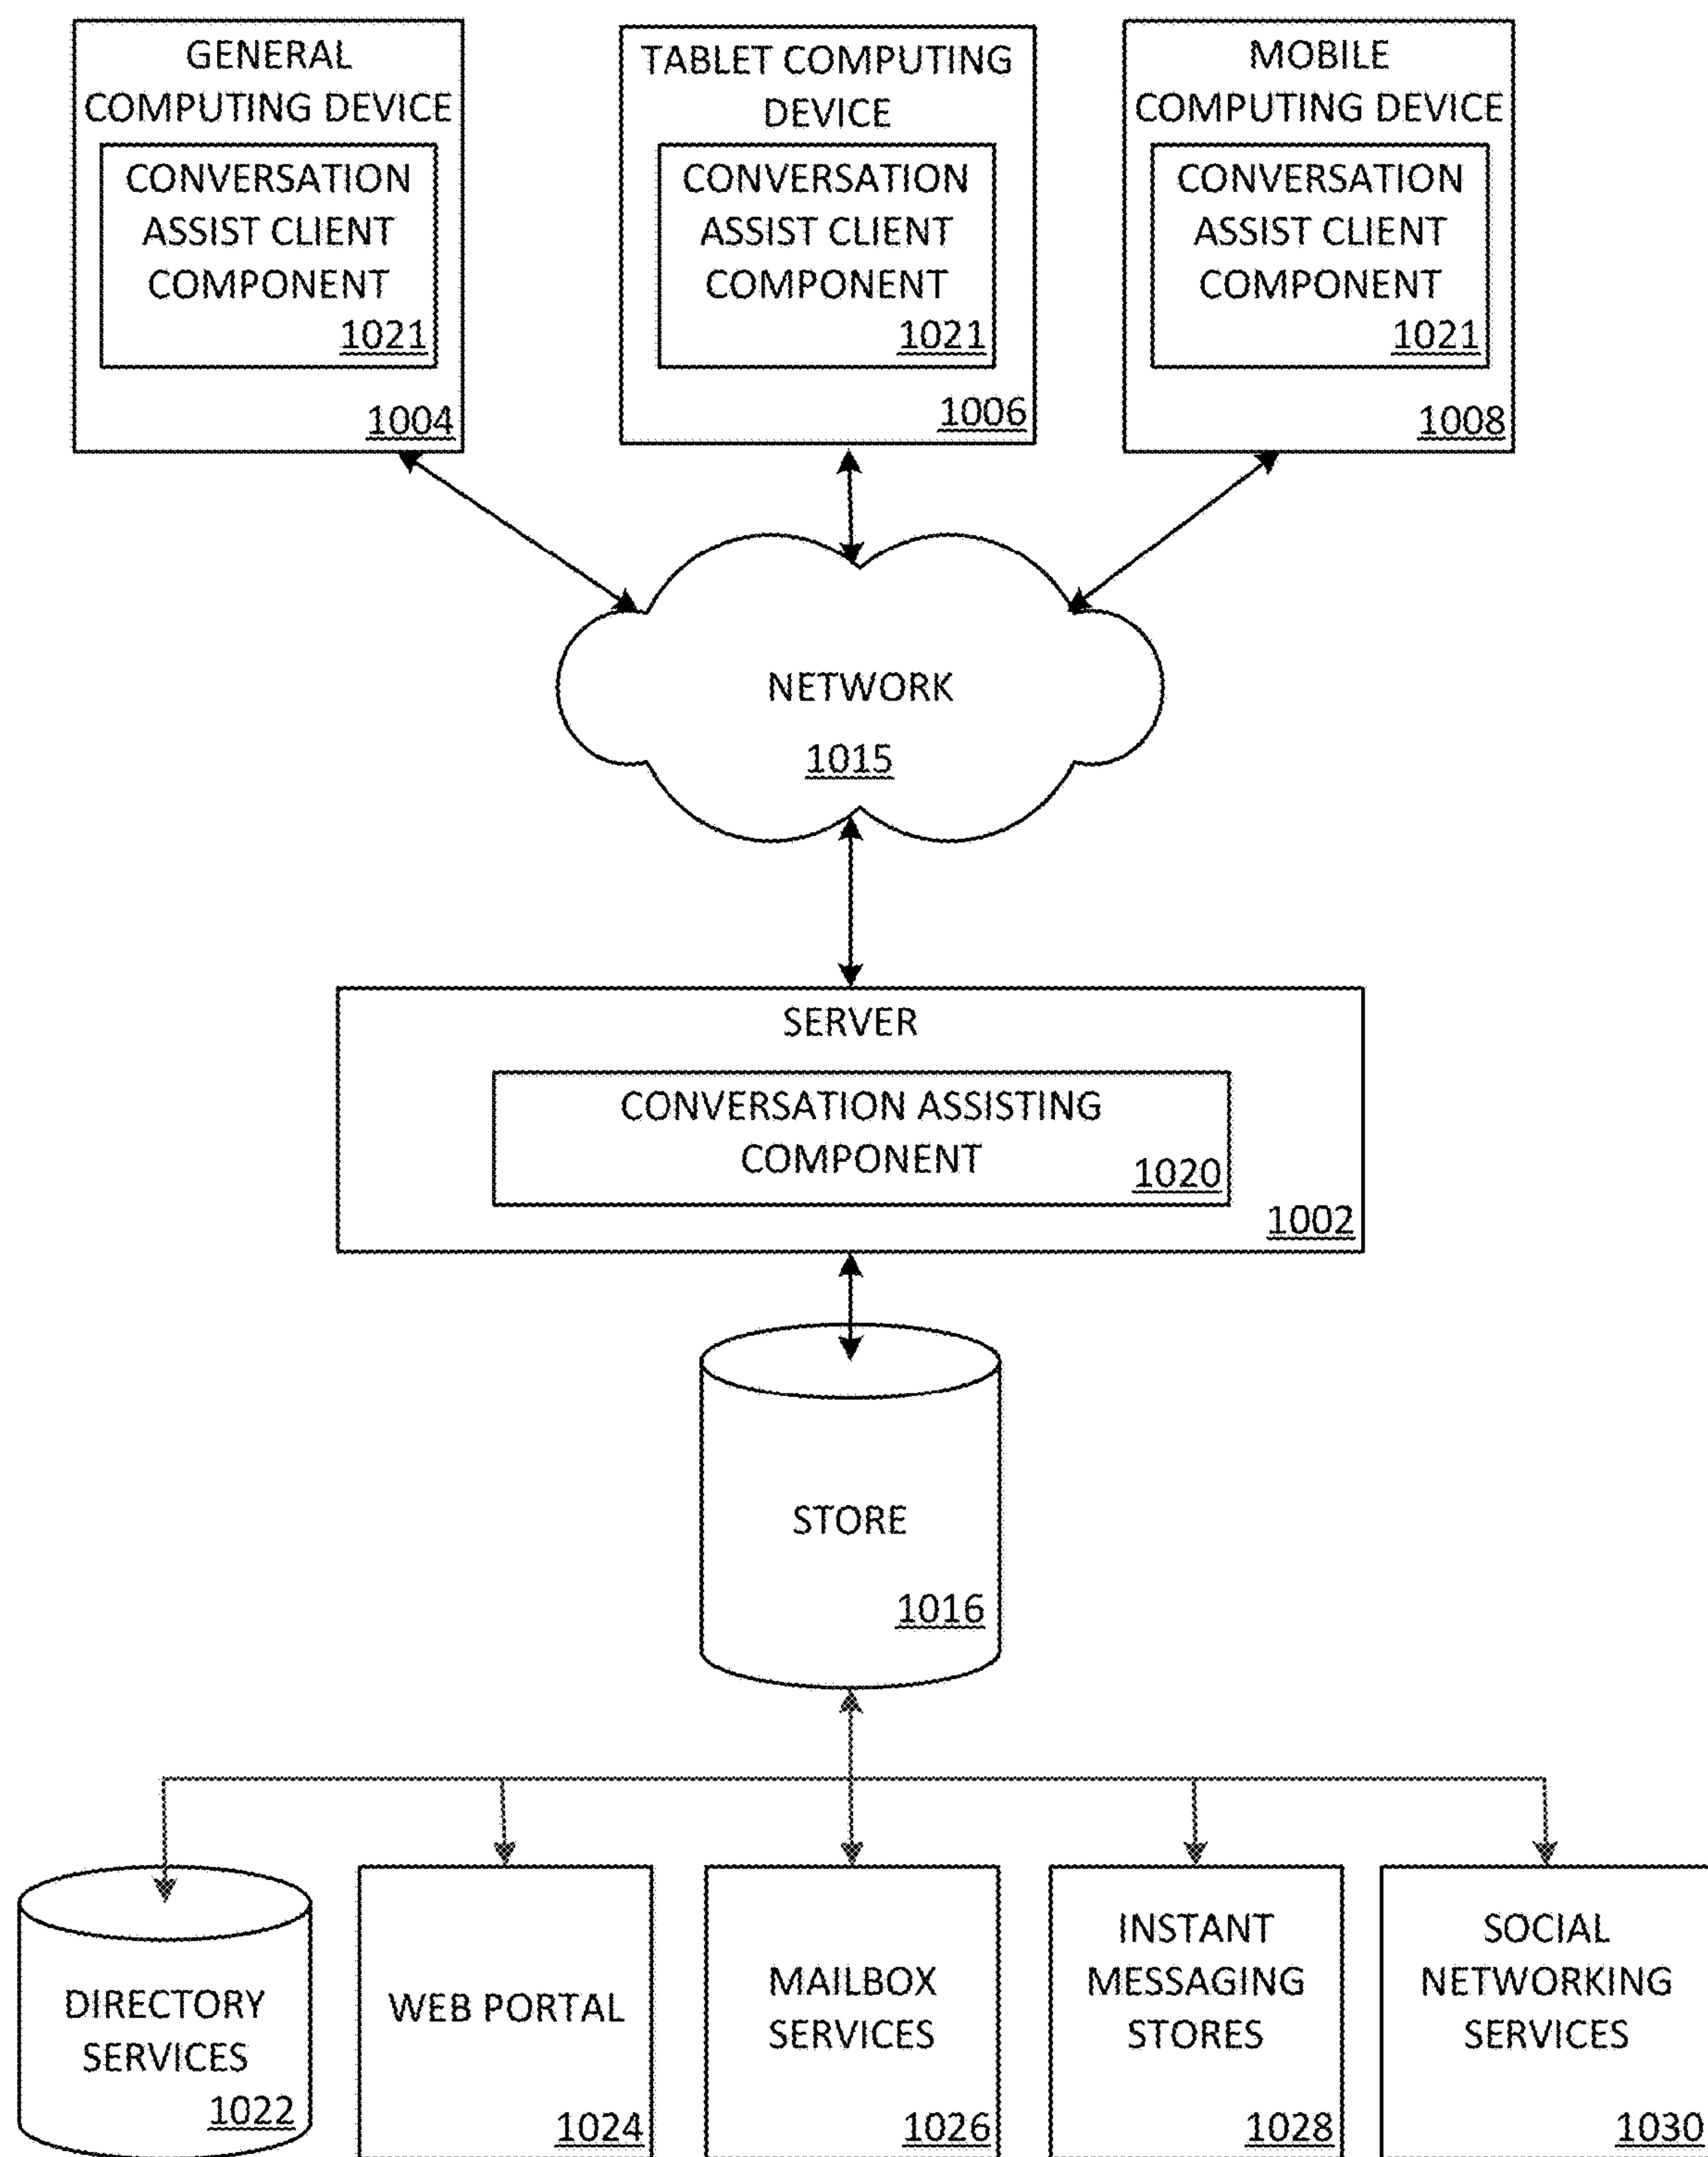 GENERAL
COMPUTING DEVICE
CONVERSATION
ASSIST CLIENT
COMPONENT
1021
1004
TABLET COMPUTING
DEVICE
CONVERSATION
ASSIST CLIENT
COMPONENT
1021
1006
MOBILE
COMPUTING DEVICE
CONVERSATION
ASSIST CLIENT
COMPONENT
1021
1008
NETWORK
1015
SERVER
CONVERSATION ASSISTING
COMPONENT
1020
1002
STORE
1016
DIRECTORY
SERVICES
1022
WEB PORTAL
1024
MAILBOX
SERVICES
1026
INSTANT
MESSAGING
STORES
1028
SOCIAL
NETWORKING
SERVICES
1030